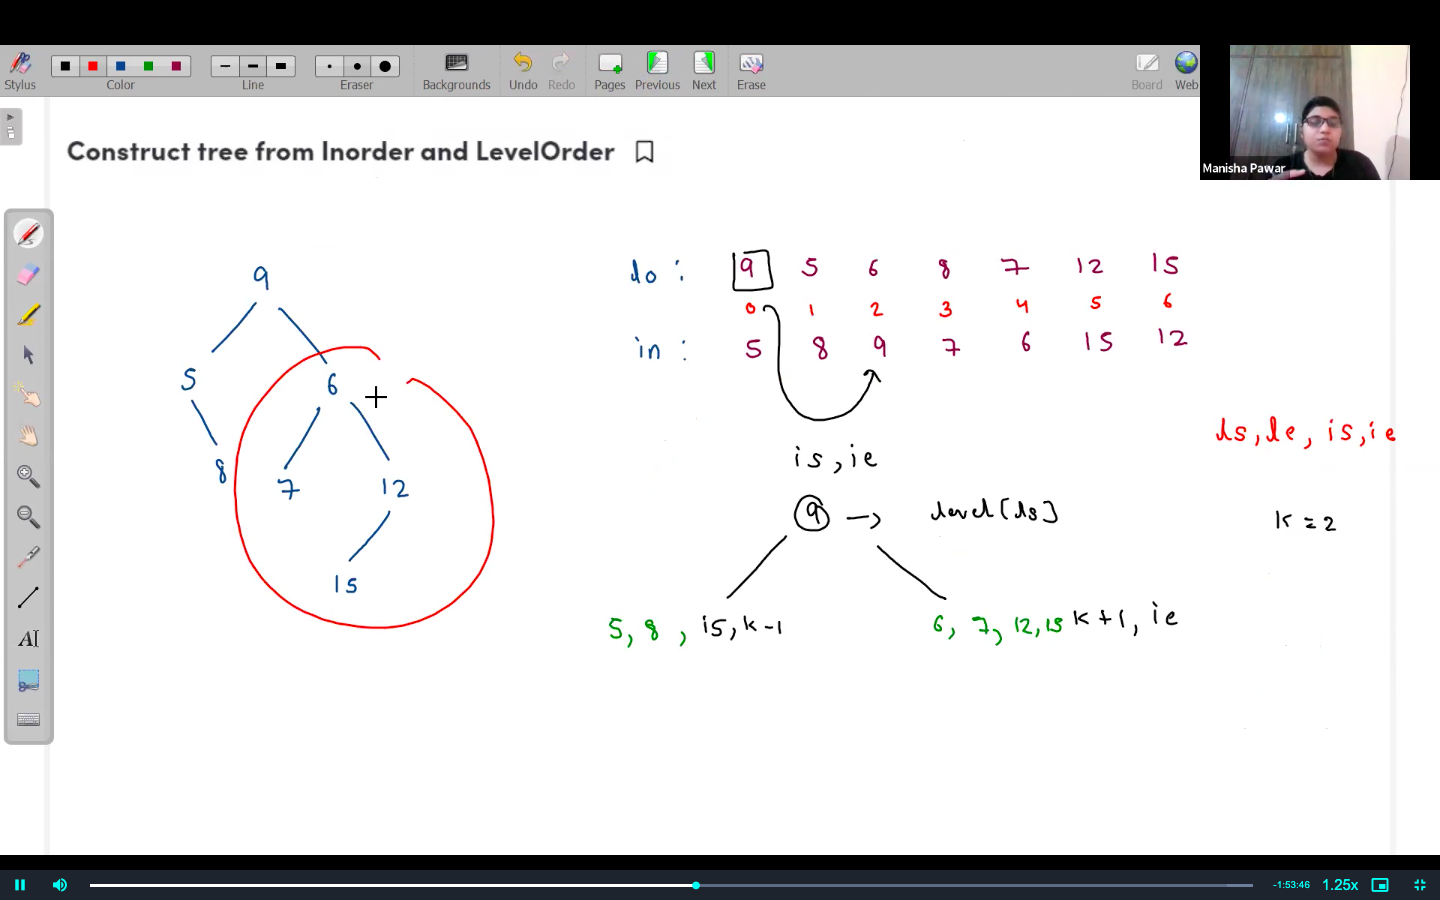 Stylus
Color
Line
Eraser
Backgrounds
Undo
Redo
Pages
Previous
Next
Erase
Board
Web
Manisha Pawar
Construct tree from Inorder and LevelOrder
9
5 6
8 7 12
15
lo : 9 5 6 8 7 12 15
0 1 2 3 4 5 6
in : 5 8 9 7 6 15 12
is, ie
ls, le, is, ie
9 → level[ls]
k = 2
5, 8, is, k-1
6, 7, 12, 15 k+1, ie
AI
-1:53:46
1.25x